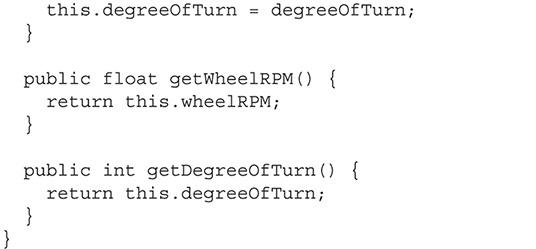 this.degreeOfTurn = degreeOfTurn;
  }

  public float getWheelRPM() {
    return this.wheelRPM;
  }

  public int getDegreeOfTurn() {
    return this.degreeOfTurn;
  }
}